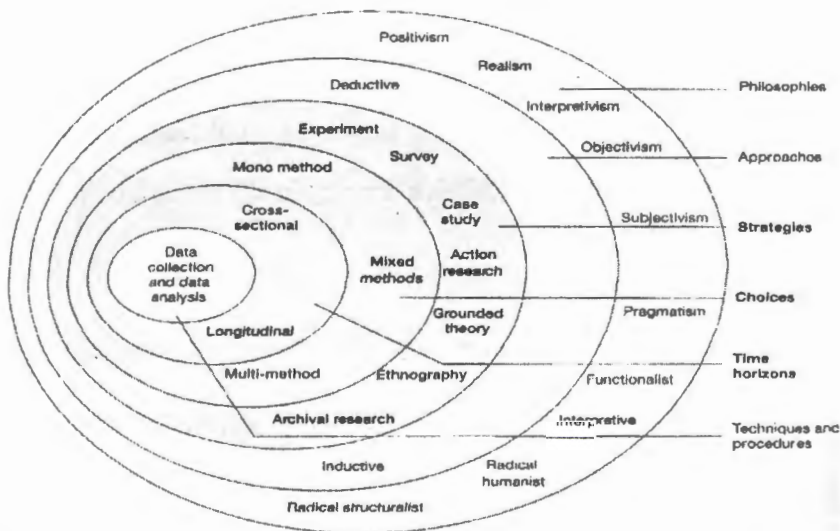 Positivism
Realism
Philosophies
Deductive
Interpretivism
Experiment
Objectivism
Approaches
Survey
Mono method
Case
study
Subjectivism
Strategies
Cross-
sectional
Data
collection
and data
analysis
Mixed
methods
Action
research
Choices
Grounded
theory
Pragmatism
Longitudinal
Time
horizons
Multi-method
Ethnography
Functionalist
Archival research
Interpretive
Techniques and
procedures
Inductive
Radical
humanist
Radical structuralist